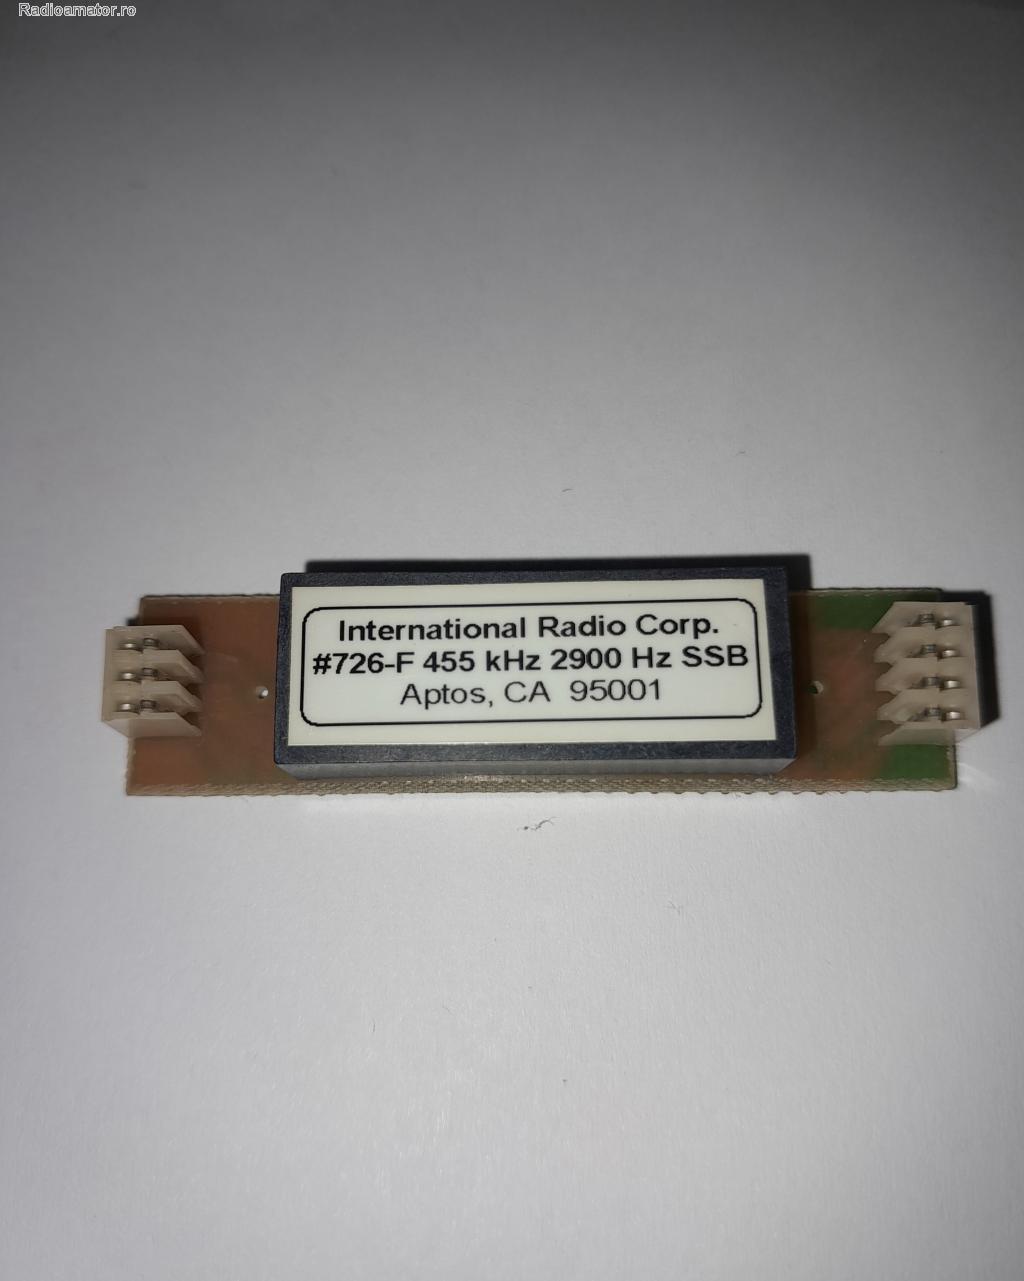 Radioamator.ro
International Radio Corp.
#726-F 455 kHz 2900 Hz SSB
Aptos, CA 95001